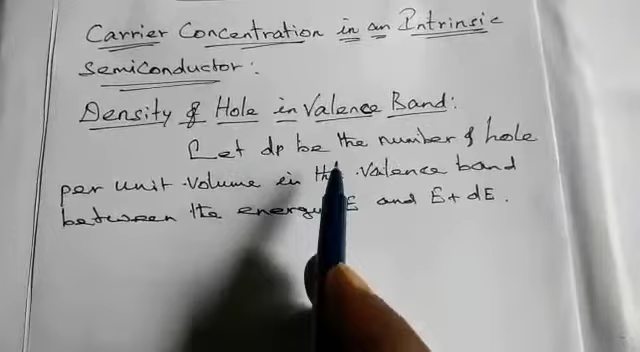 Carrier Concentration in an Intrinsic
Semiconductor:
Density of Hole in Valence Band:
Let dp be the number of hole
per unit volume in the valence band
between the energy E and E + dE.